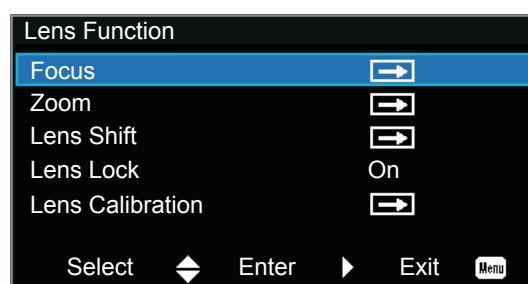 Lens Function
Focus
Zoom
Lens Shift
Lens Lock On
Lens Calibration
Select Enter Exit Menu